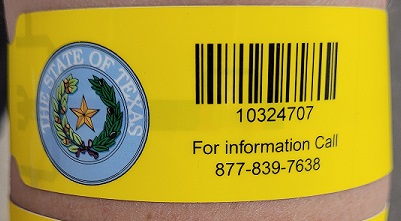 THE STATE OF TEXAS
10324707
For information Call
877-839-7638